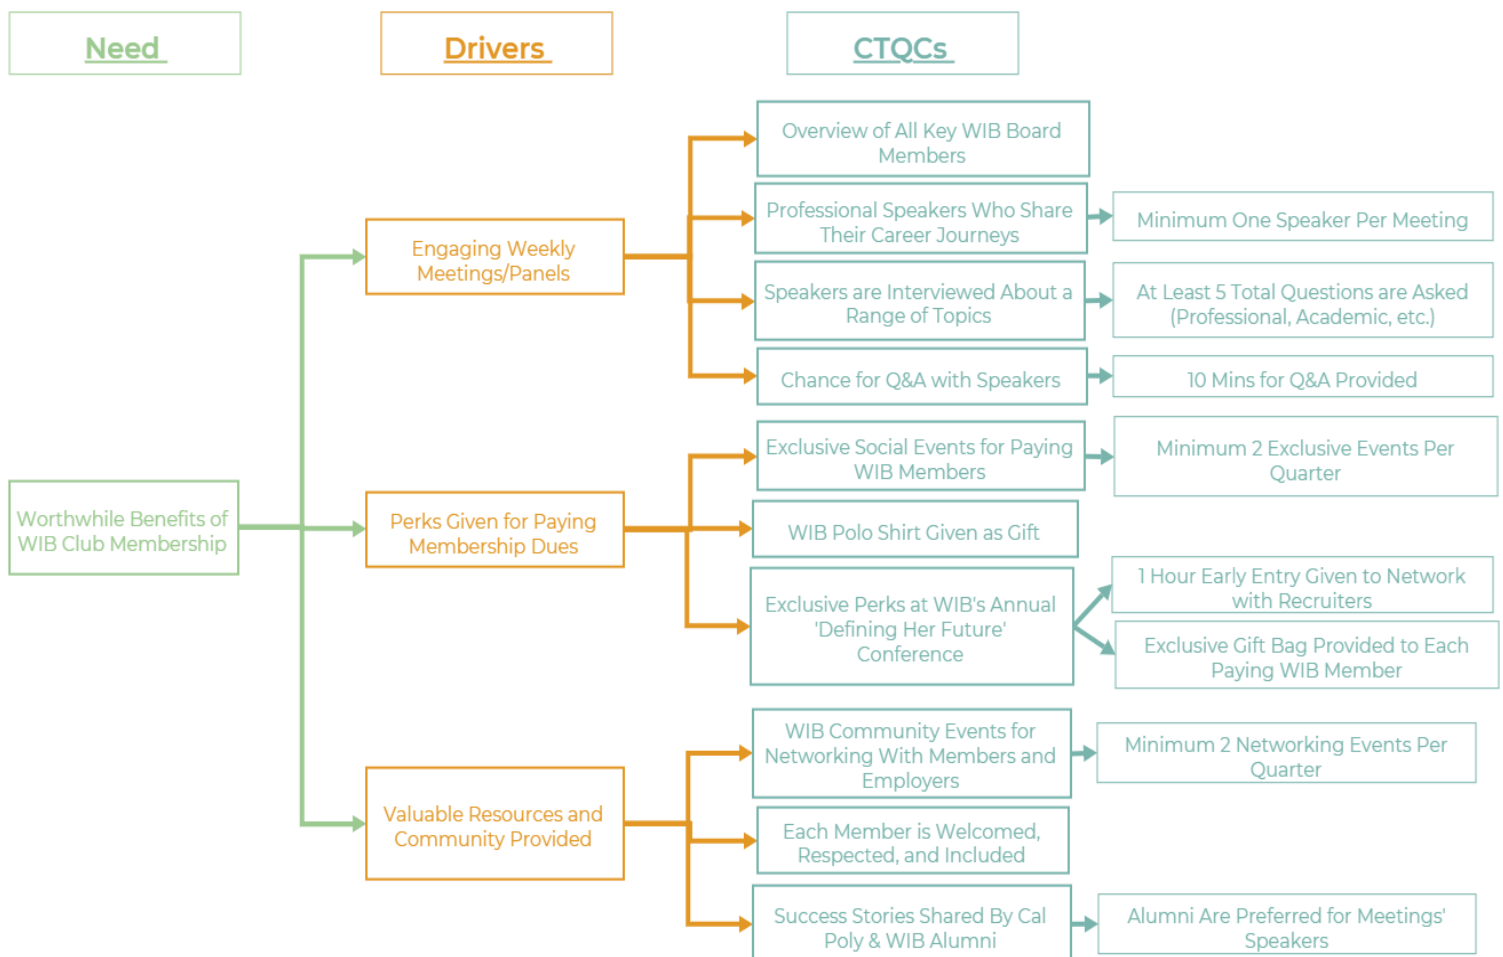 Need
Drivers
CTQCs
Worthwhile Benefits of
WIB Club Membership
Engaging Weekly
Meetings/Panels
Overview of All Key WIB Board
Members
Professional Speakers Who Share
Their Career Journeys
Minimum One Speaker Per Meeting
Speakers are Interviewed About a
Range of Topics
At Least 5 Total Questions are Asked
(Professional, Academic, etc.)
Chance for Q&A with Speakers
10 Mins for Q&A Provided
Perks Given for Paying
Membership Dues
Exclusive Social Events for Paying
WIB Members
Minimum 2 Exclusive Events Per
Quarter
WIB Polo Shirt Given as Gift
Exclusive Perks at WIB's Annual
'Defining Her Future'
Conference
1 Hour Early Entry Given to Network
with Recruiters
Exclusive Gift Bag Provided to Each
Paying WIB Member
Valuable Resources and
Community Provided
WIB Community Events for
Networking With Members and
Employers
Minimum 2 Networking Events Per
Quarter
Each Member is Welcomed,
Respected, and Included
Success Stories Shared By Cal
Poly & WIB Alumni
Alumni Are Preferred for Meetings'
Speakers